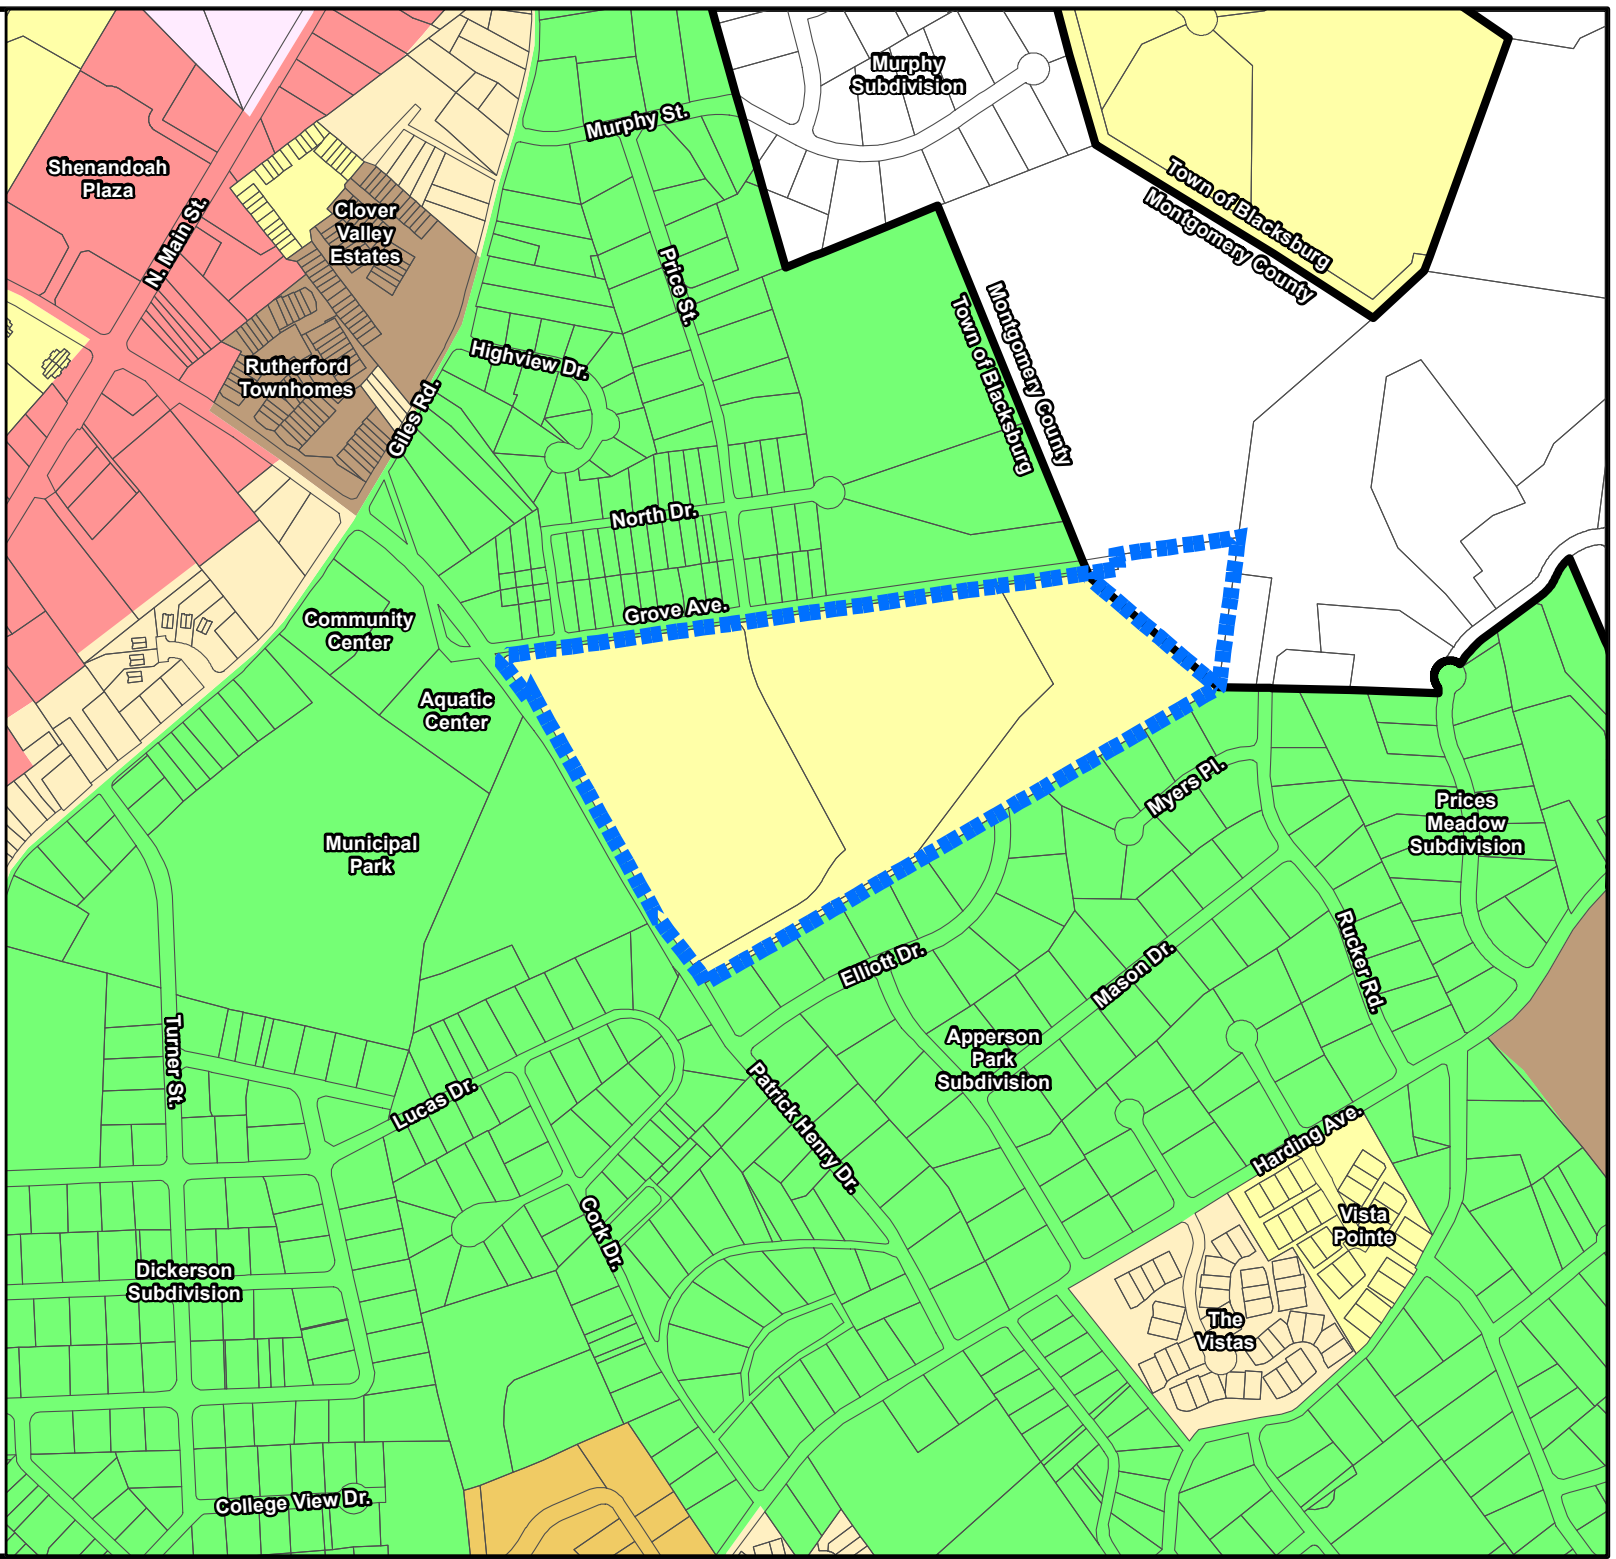 Murphy
Subdivision
Murphy St.
Shenandoah
Plaza
N. Main St.
Clover
Valley
Estates
Town of Blacksburg
Montgomery County
Price St.
Montgomery County
Town of Blacksburg
Highview Dr.
Rutherford
Townhomes
Giles Rd.
North Dr.
Grove Ave.
Community
Center
Aquatic
Center
Myers Pl.
Prices
Meadow
Subdivision
Municipal
Park
Elliott Dr.
Mason Dr.
Rucker Rd.
Turner St.
Apperson
Park
Subdivision
Lucas Dr.
Patrick Henry Dr.
Harding Ave.
Cork Dr.
Vista
Pointe
Dickerson
Subdivision
The
Vistas
College View Dr.